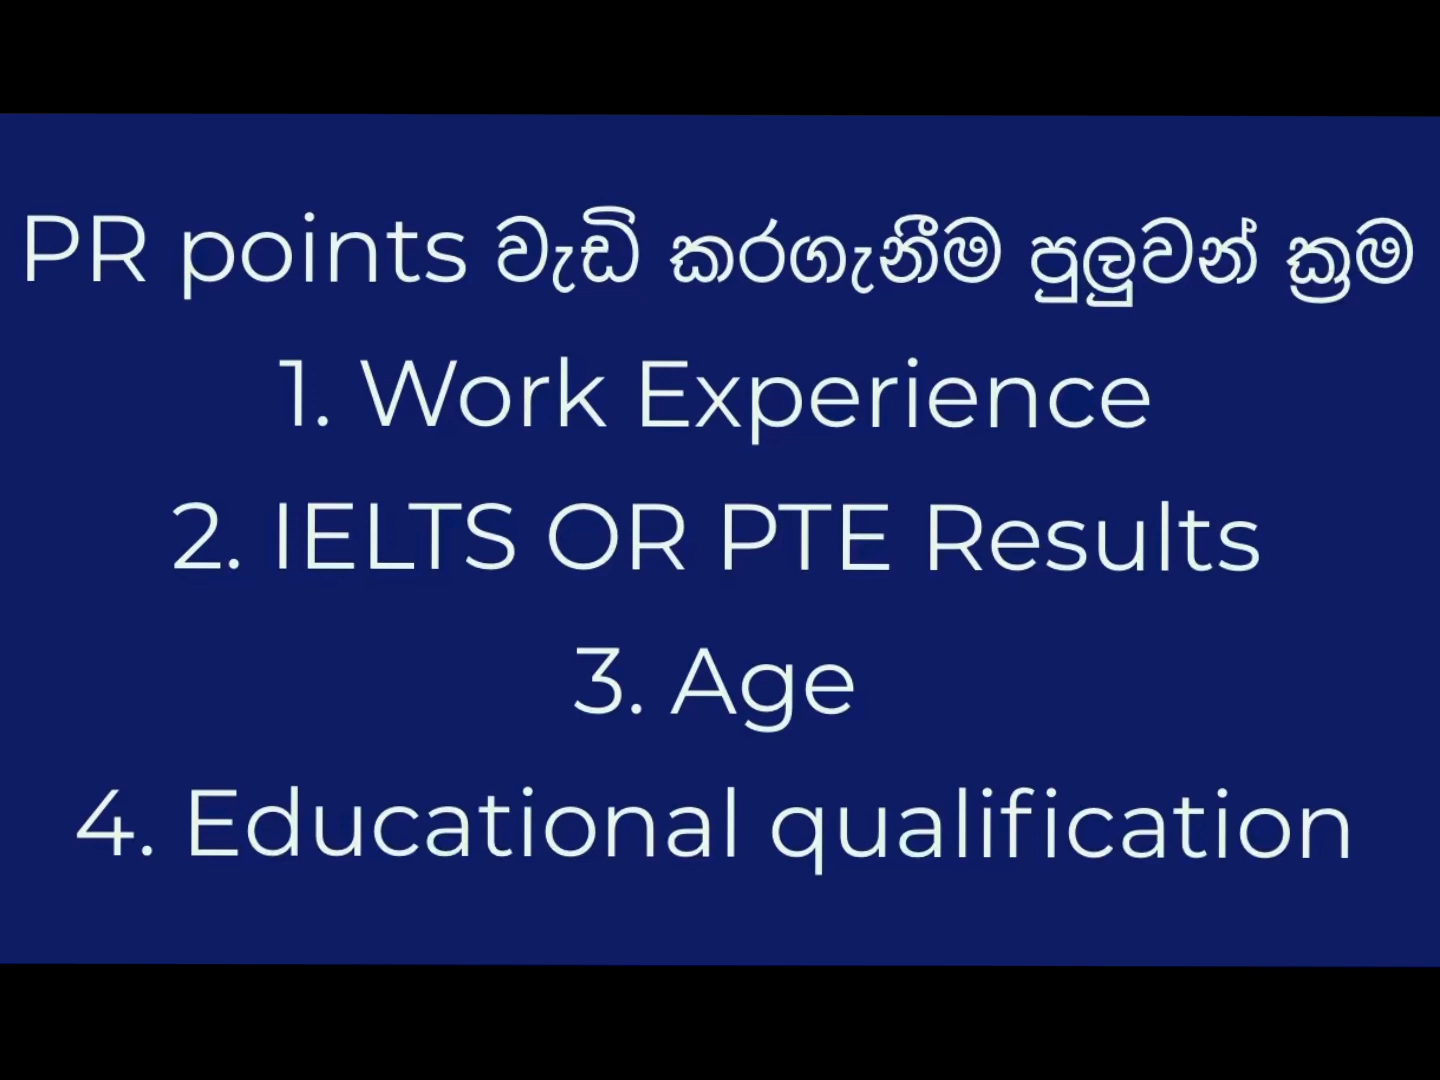 PR points වැඩි කරගැනීම පුලුවන් ක්‍රම
1. Work Experience
2. IELTS OR PTE Results
3. Age
4. Educational qualification